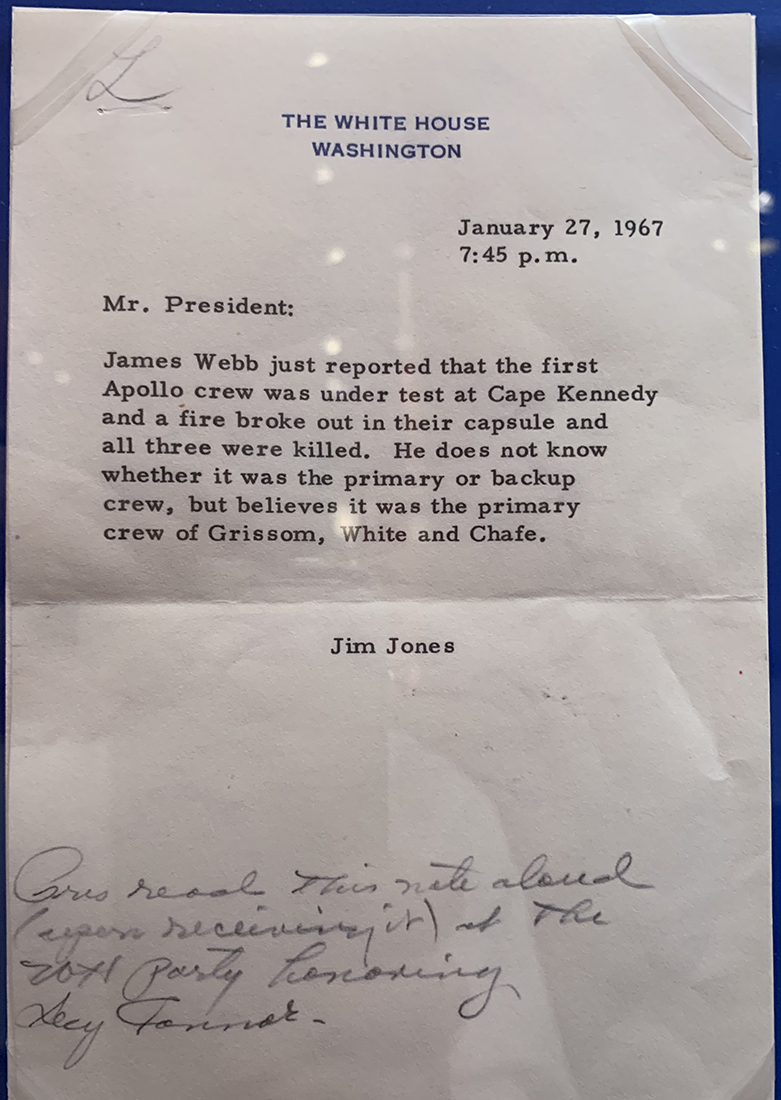 L
THE WHITE HOUSE
WASHINGTON
January 27, 1967
7:45 p.m.
Mr. President:
James Webb just reported that the first
Apollo crew was under test at Cape Kennedy
and a fire broke out in their capsule and
all three were killed. He does not know
whether it was the primary or backup
crew, but believes it was the primary
crew of Grissom, White and Chafe.
Jim Jones
Pres read this note aloud
(upon receiving it) at the
Party honoring
Secy Connor.